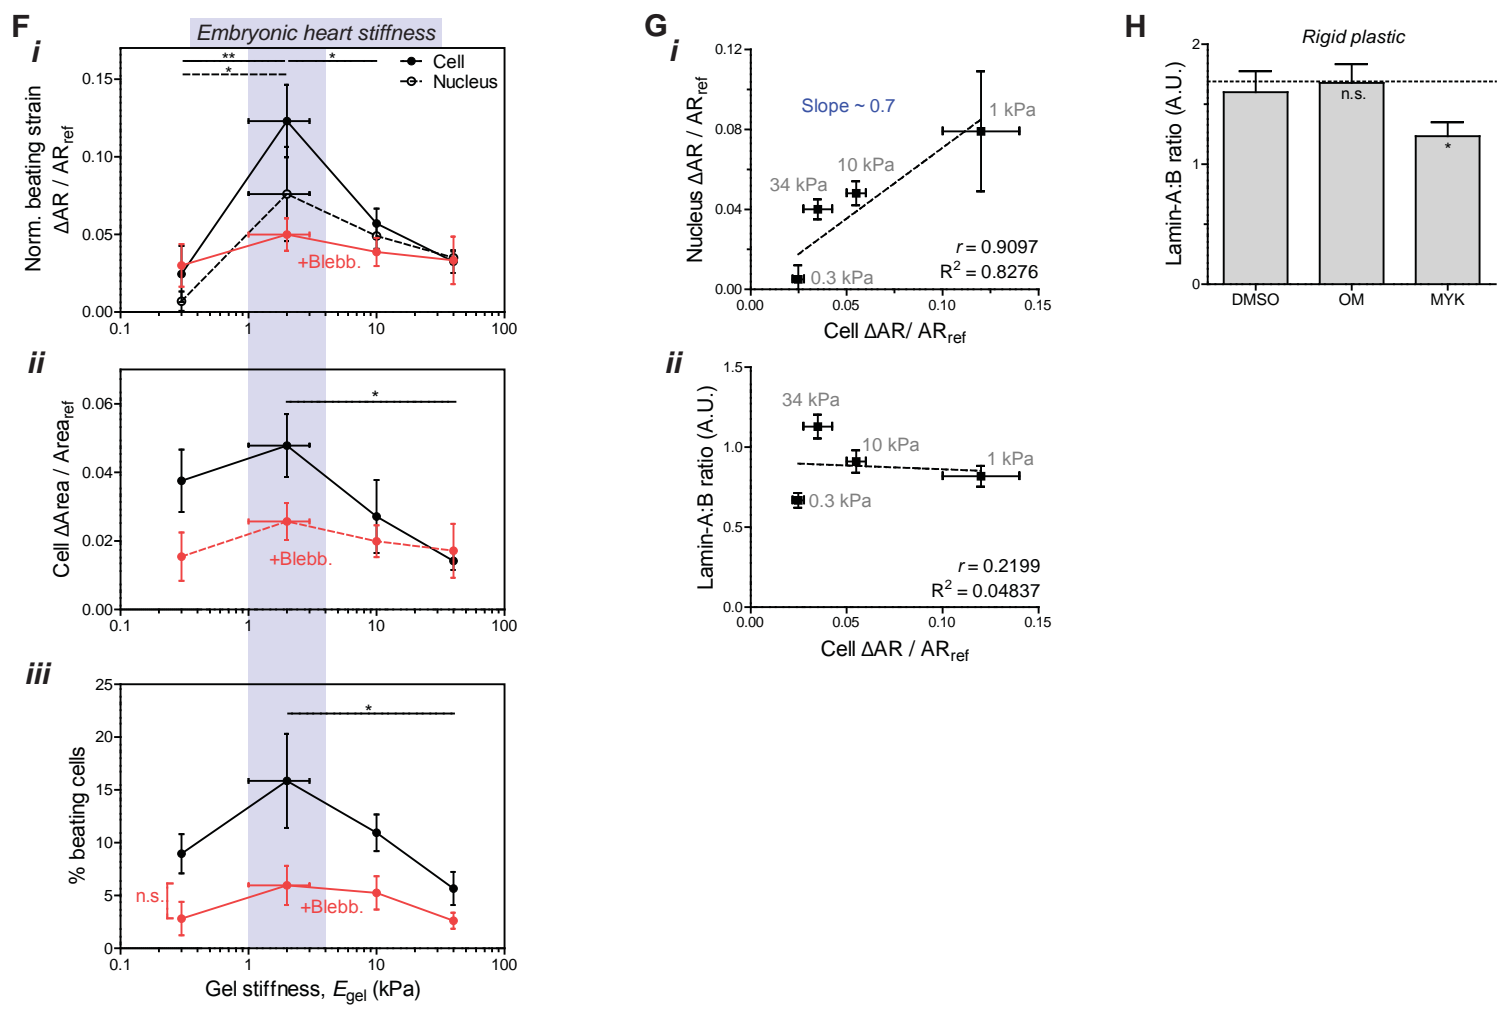 F
Embryonic heart stiffness
i
**
*
*
Cell
Nucleus
Norm. beating strain
ΔAR / ARref
0.15
0.10
0.05
0.00
+Blebb.
0.1
1
10
100
ii
*
Cell ΔArea / Arearef
0.06
0.04
0.02
0.00
+Blebb.
0.1
1
10
100
iii
*
% beating cells
25
20
15
10
5
0
n.s.
+Blebb.
0.1
1
10
100
Gel stiffness, Egel (kPa)
G
i
Nucleus ΔAR / ARref
0.12
0.08
0.04
0.00
Slope ~ 0.7
1 kPa
10 kPa
34 kPa
0.3 kPa
r = 0.9097
R² = 0.8276
0.00
0.05
0.10
0.15
Cell ΔAR/ ARref
ii
Lamin-A:B ratio (A.U.)
1.5
1.0
0.5
0.0
34 kPa
10 kPa
1 kPa
0.3 kPa
r = 0.2199
R² = 0.04837
0.00
0.05
0.10
0.15
Cell ΔAR / ARref
H
Rigid plastic
Lamin-A:B ratio (A.U.)
2
1
0
n.s.
*
DMSO
OM
MYK